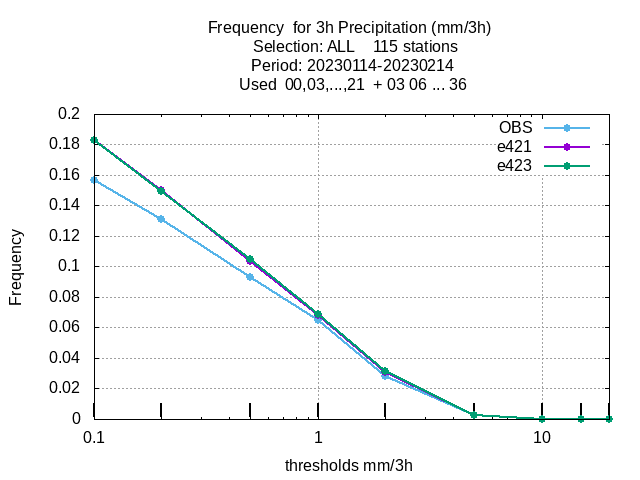 Frequency  for 3h Precipitation (mm/3h)
Selection: ALL    115 stations
Period: 20230114-20230214
Used  00,03,...,21  + 03 06 ... 36
0.2
0.18
0.16
0.14
0.12
0.1
0.08
0.06
0.04
0.02
0
Frequency
OBS
e421
e423
0.1
1
10
thresholds mm/3h